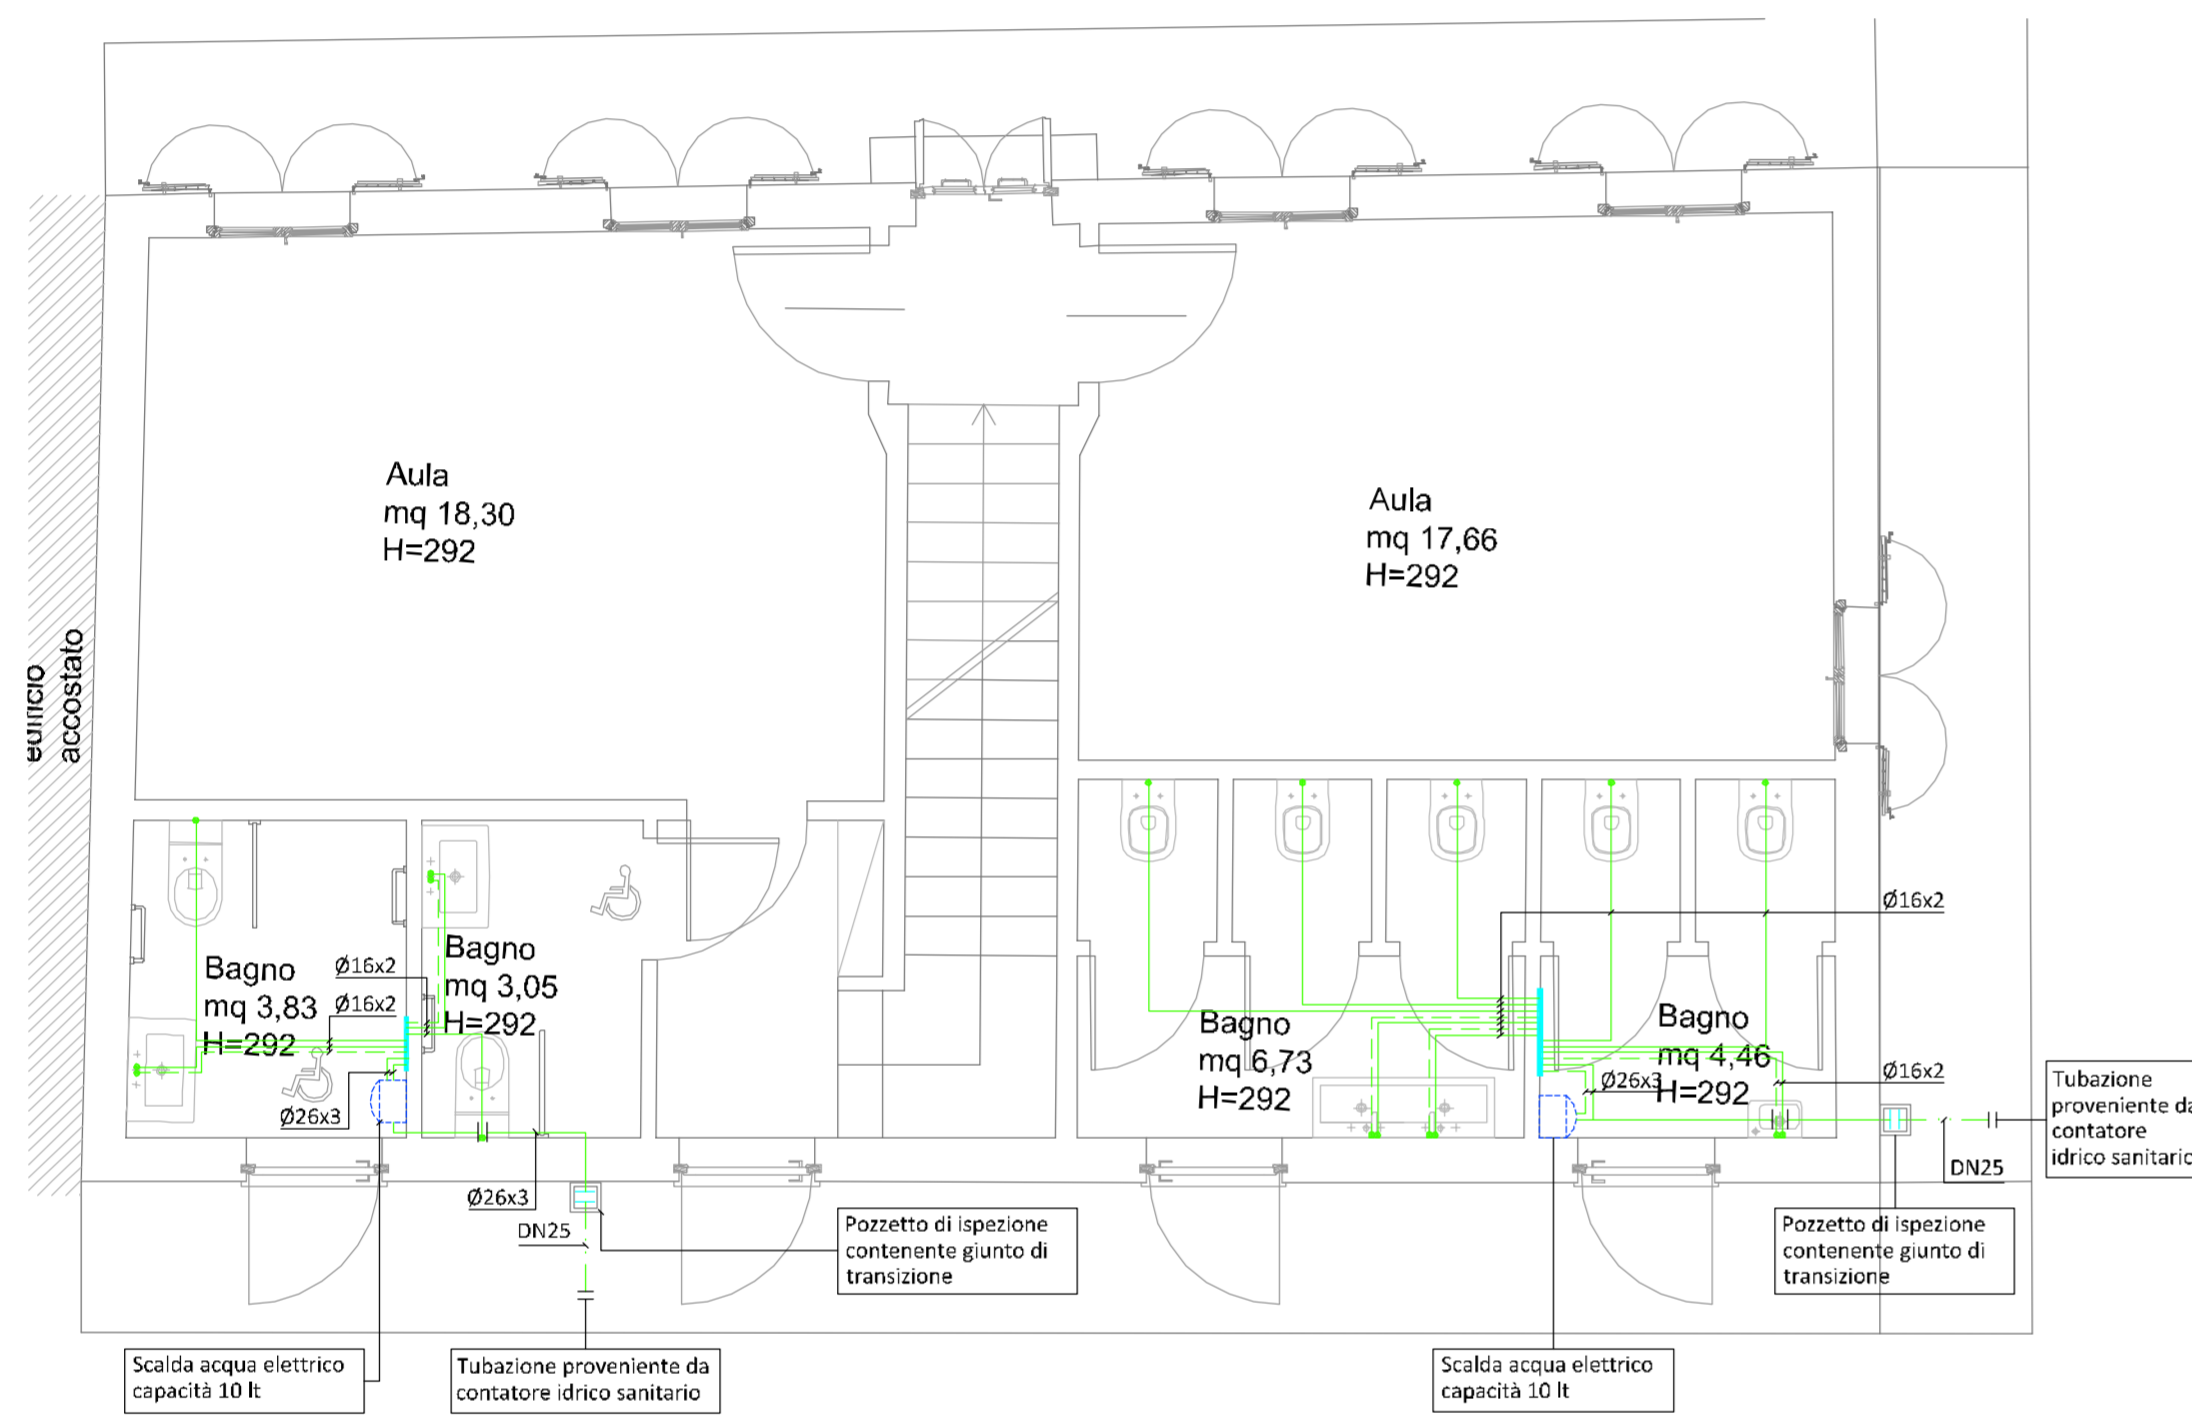 Aula
mq 18,30
H=292
Aula
mq 17,66
H=292
edificio
accostato
Ø16x2
Bagno
mq 3,83
H=292
Ø16x2
Ø16x2
Bagno
mq 3,05
H=292
Bagno
mq 6,73
H=292
Bagno
mq 4,46
H=292
Ø26x3
Ø16x2
Ø26x3
Ø26x3
DN25
DN25
Tubazione
proveniente da
contatore
idrico sanitario
Pozzetto di ispezione
contenente giunto di
transizione
Pozzetto di ispezione
contenente giunto di
transizione
Scalda acqua elettrico
capacità 10 lt
Tubazione proveniente da
contatore idrico sanitario
Scalda acqua elettrico
capacità 10 lt